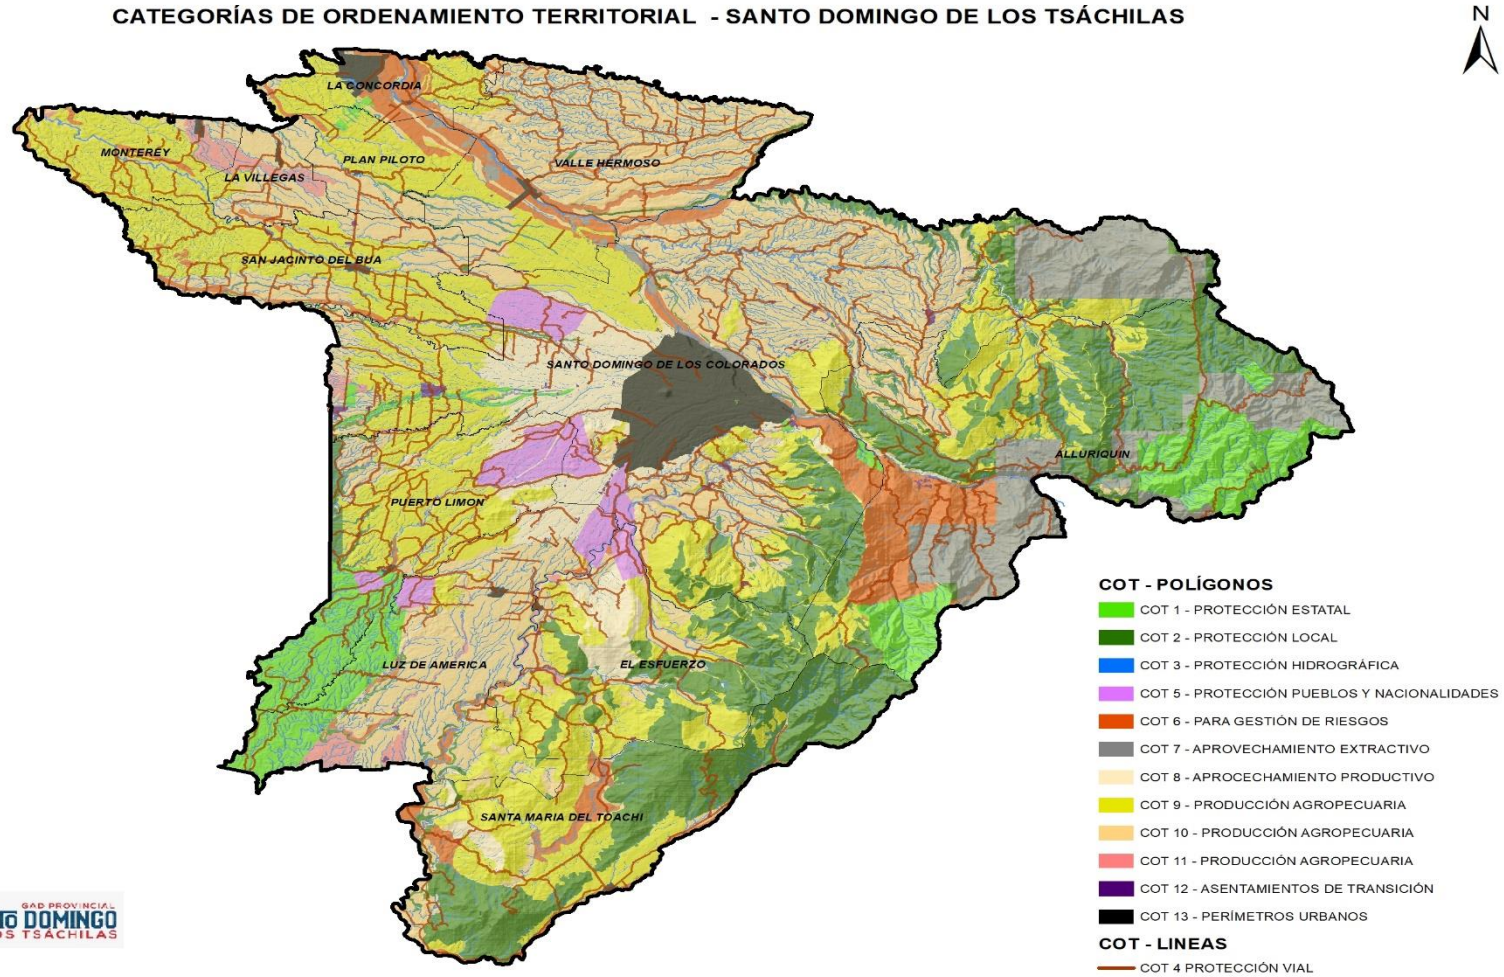 CATEGORÍAS DE ORDENAMIENTO TERRITORIAL - SANTO DOMINGO DE LOS TSÁCHILAS
N
LA CONCORDIA
MONTEREY
PLAN PILOTO
VALLE HERMOSO
LA VILLEGAS
SAN JACINTO DEL BUA
SANTO DOMINGO DE LOS COLORADOS
ALLURIQUIN
PUERTO LIMON
LUZ DE AMERICA
EL ESFUERZO
SANTA MARIA DEL TOACHI
COT - POLÍGONOS
COT 1 - PROTECCIÓN ESTATAL
COT 2 - PROTECCIÓN LOCAL
COT 3 - PROTECCIÓN HIDROGRÁFICA
COT 5 - PROTECCIÓN PUEBLOS Y NACIONALIDADES
COT 6 - PARA GESTIÓN DE RIESGOS
COT 7 - APROVECHAMIENTO EXTRACTIVO
COT 8 - APROCECHAMIENTO PRODUCTIVO
COT 9 - PRODUCCIÓN AGROPECUARIA
COT 10 - PRODUCCIÓN AGROPECUARIA
COT 11 - PRODUCCIÓN AGROPECUARIA
COT 12 - ASENTAMIENTOS DE TRANSICIÓN
COT 13 - PERÍMETROS URBANOS
COT - LINEAS
COT 4 PROTECCIÓN VIAL
GAD PROVINCIAL
TO DOMINGO
OS TSÁCHILAS